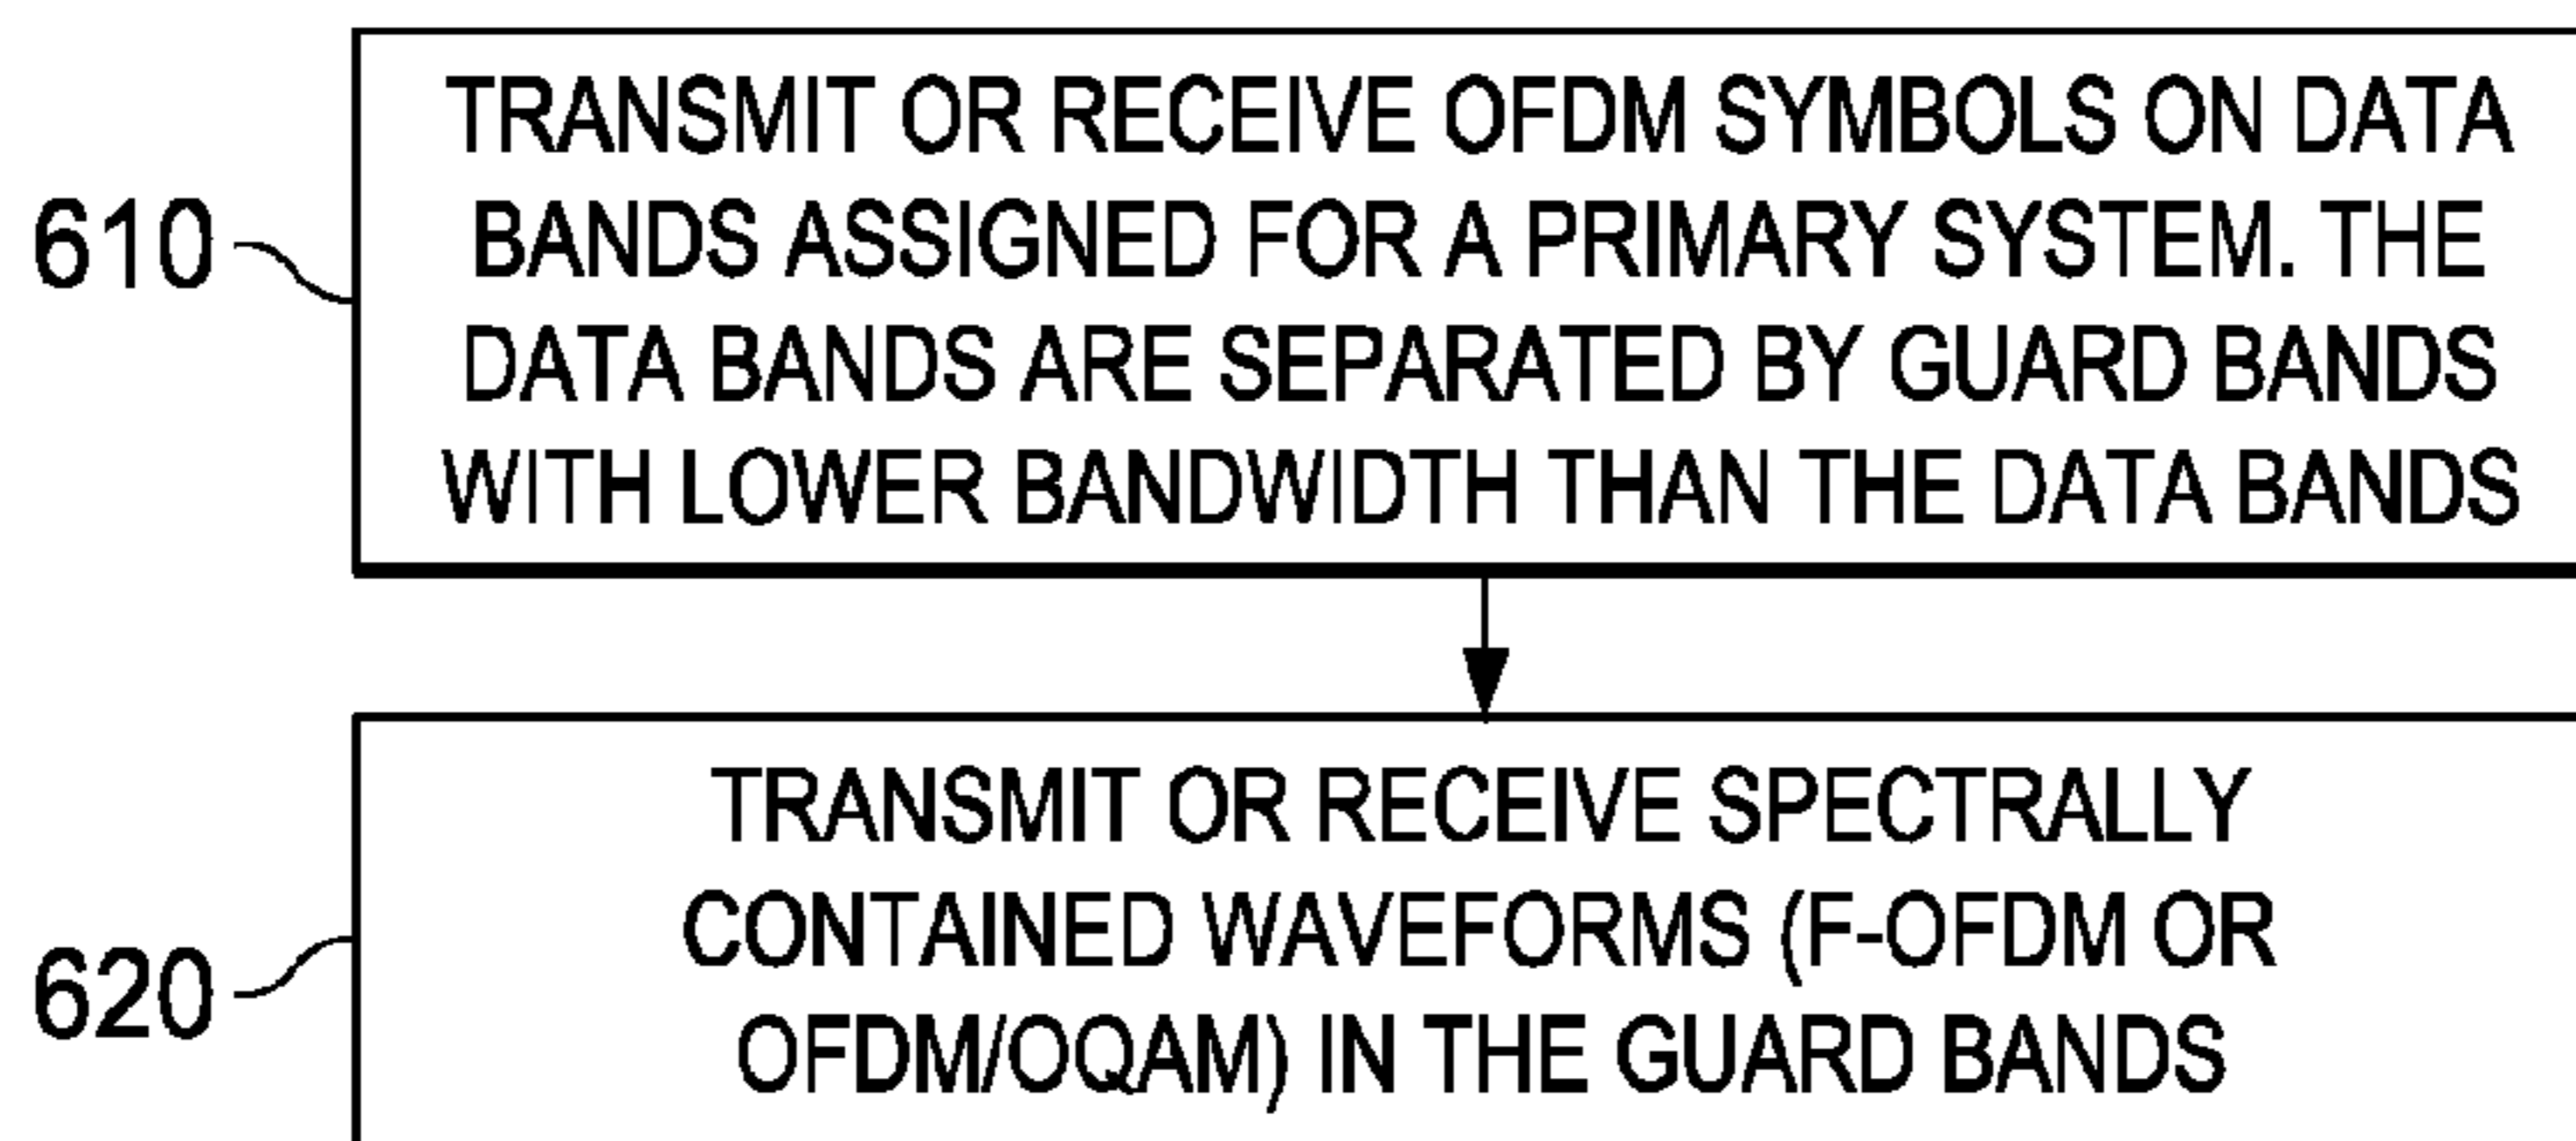 TRANSMIT OR RECEIVE OFDM SYMBOLS ON DATA
BANDS ASSIGNED FOR A PRIMARY SYSTEM. THE
DATA BANDS ARE SEPARATED BY GUARD BANDS
WITH LOWER BANDWIDTH THAN THE DATA BANDS
610
TRANSMIT OR RECEIVE SPECTRALLY
CONTAINED WAVEFORMS (F-OFDM OR
OFDM/OQAM) IN THE GUARD BANDS
620